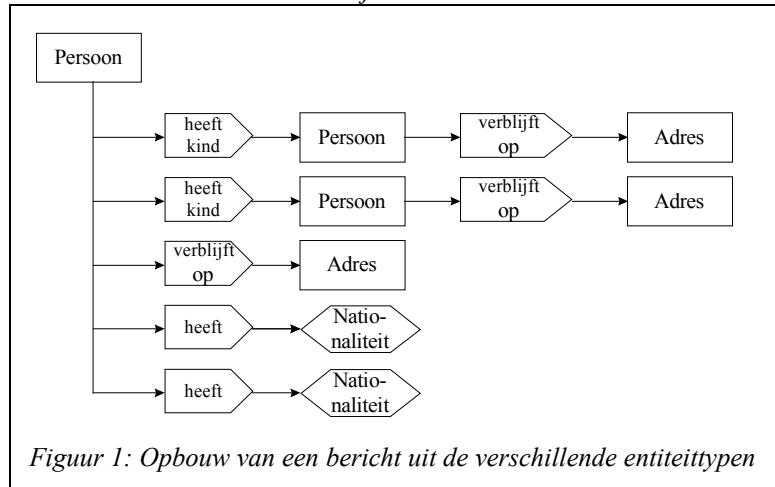 Persoon
heeft
kind
Persoon
verblijft
op
Adres
heeft
kind
Persoon
verblijft
op
Adres
verblijft
op
Adres
heeft
Natio-
naliteit
heeft
Natio-
naliteit
Figuur 1: Opbouw van een bericht uit de verschillende entiteittypen